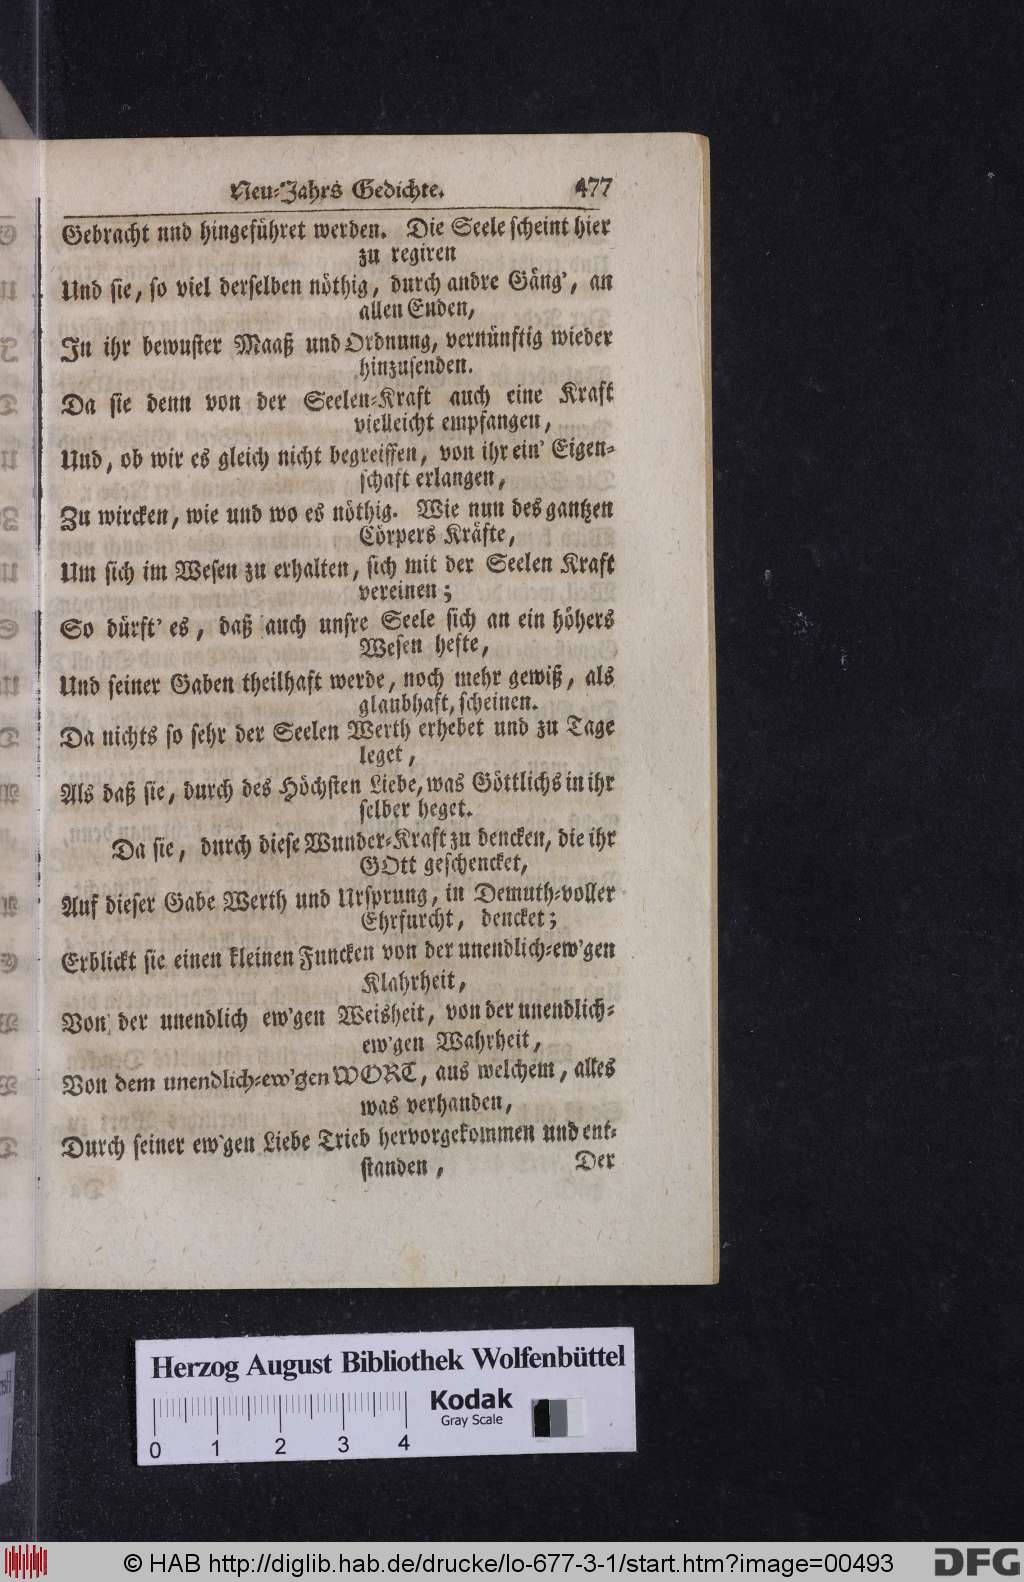 Neu-Jahrs Gedichte. 477
Gebracht und hingeführet werden. Die Seele scheint hier
zu regiren
Und sie, so viel derselben nöthig, durch andre Gäng', an
allen Enden,
In ihr bewuster Maaß und Ordnung, vernünftig wieder
hinzusenden.
Da sie denn von der Seelen-Kraft auch eine Kraft
vielleicht empfangen,
Und, ob wir es gleich nicht begreiffen, von ihr ein' Eigen-
schaft erlangen,
Zu wircken, wie und wo es nöthig. Wie nun des gantzen
Cörpers Kräfte,
Um sich im Wesen zu erhalten, sich mit der Seelen Kraft
vereinen;
So dürft' es, daß auch unsre Seele sich an ein höhers
Wesen hefte,
Und seiner Gaben theilhaft werde, noch mehr gewiß, als
glaubhaft, scheinen.
Da nichts so sehr der Seelen Werth erhebet und zu Tage
leget,
Als daß sie, durch des Höchsten Liebe, was Göttlichs in ihr
selber heget.
Da sie, durch diese Wunder-Kraft zu dencken, die ihr
GOtt geschencket,
Auf dieser Gabe Werth und Ursprung, in Demuth-voller
Ehrfurcht, dencket;
Erblickt sie einen kleinen Funcken von der unendlich-ew'gen
Klahrheit,
Von der unendlich ew'gen Weisheit, von der unendlich-
ew'gen Wahrheit,
Von dem unendlich-ew'gen WORT, aus welchem, alles
was verhanden,
Durch seiner ew'gen Liebe Trieb hervorgekommen und ent-
standen, Der
Herzog August Bibliothek Wolfenbüttel
Kodak
Gray Scale
0 1 2 3 4
© HAB http://diglib.hab.de/drucke/lo-677-3-1/start.htm?image=00493
DFG